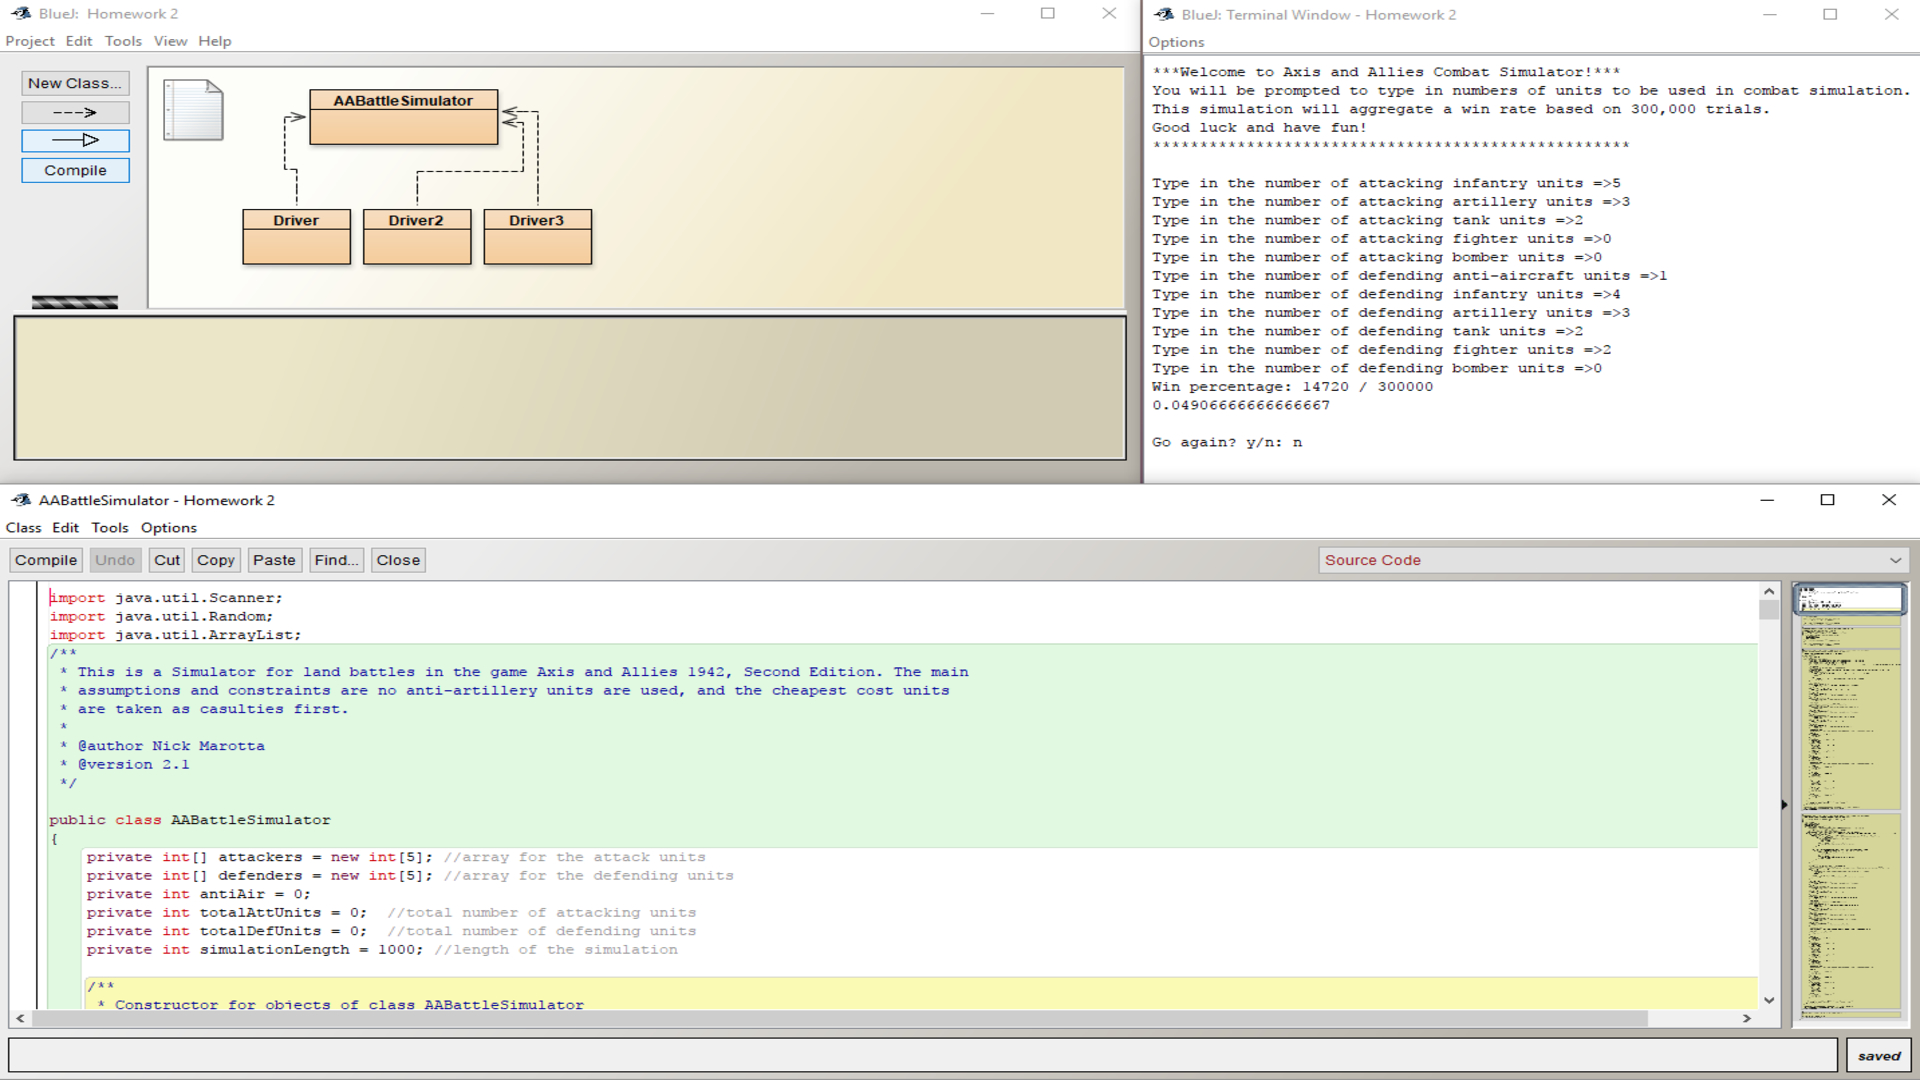 BlueJ:  Homework 2
Project Edit Tools View Help
New Class...
Compile
AABattleSimulator
Driver
Driver2
Driver3
BlueJ: Terminal Window - Homework 2
Options
***Welcome to Axis and Allies Combat Simulator!***
You will be prompted to type in numbers of units to be used in combat simulation.
This simulation will aggregate a win rate based on 300,000 trials.
Good luck and have fun!
***************************************************
Type in the number of attacking infantry units =>5
Type in the number of attacking artillery units =>3
Type in the number of attacking tank units =>2
Type in the number of attacking fighter units =>0
Type in the number of attacking bomber units =>0
Type in the number of defending anti-aircraft units =>1
Type in the number of defending infantry units =>4
Type in the number of defending artillery units =>3
Type in the number of defending tank units =>2
Type in the number of defending fighter units =>2
Type in the number of defending bomber units =>0
Win percentage: 14720 / 300000
0.04906666666666667
Go again? y/n: n
AABattleSimulator - Homework 2
Class Edit Tools Options
Compile Undo Cut Copy Paste Find... Close
Source Code
import java.util.Scanner;
import java.util.Random;
import java.util.ArrayList;
/**
 * This is a Simulator for land battles in the game Axis and Allies 1942, Second Edition. The main
 * assumptions and constraints are no anti-artillery units are used, and the cheapest cost units
 * are taken as casulties first.
 *
 * @author Nick Marotta
 * @version 2.1
 */
public class AABattleSimulator
{
private int[] attackers = new int[5]; //array for the attack units
private int[] defenders = new int[5]; //array for the defending units
private int antiAir = 0;
private int totalAttUnits = 0;  //total number of attacking units
private int totalDefUnits = 0;  //total number of defending units
private int simulationLength = 1000; //length of the simulation
/**
 * Constructor for objects of class AABattleSimulator
saved